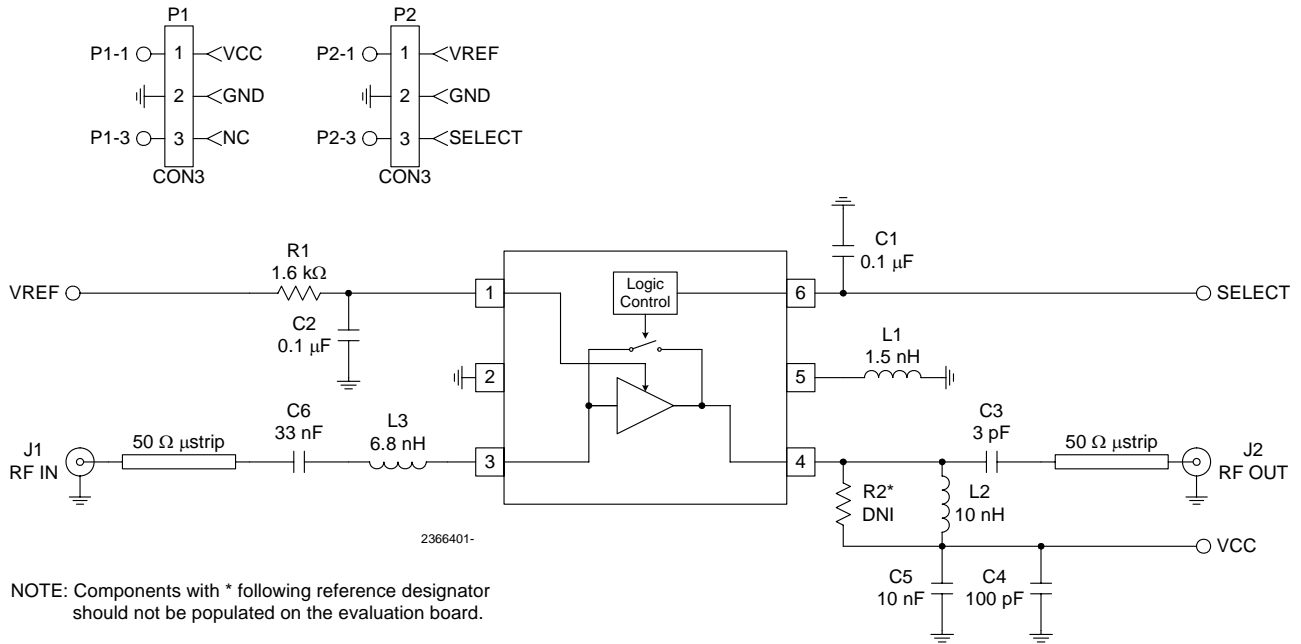 P1
P2
P1-1 1 VCC
P2-1 1 VREF
2 GND
2 GND
P1-3 3 NC
P2-3 3 SELECT
CON3
CON3
C1
0.1 μF
R1
1.6 kΩ
VREF
1
Logic
Control
6
SELECT
C2
0.1 μF
L1
1.5 nH
2
5
C6
33 nF
L3
6.8 nH
C3
3 pF
J1
RF IN
50 Ω μstrip
3
4
50 Ω μstrip
J2
RF OUT
R2*
DNI
L2
10 nH
2366401-
VCC
C5
10 nF
C4
100 pF
NOTE: Components with * following reference designator
should not be populated on the evaluation board.